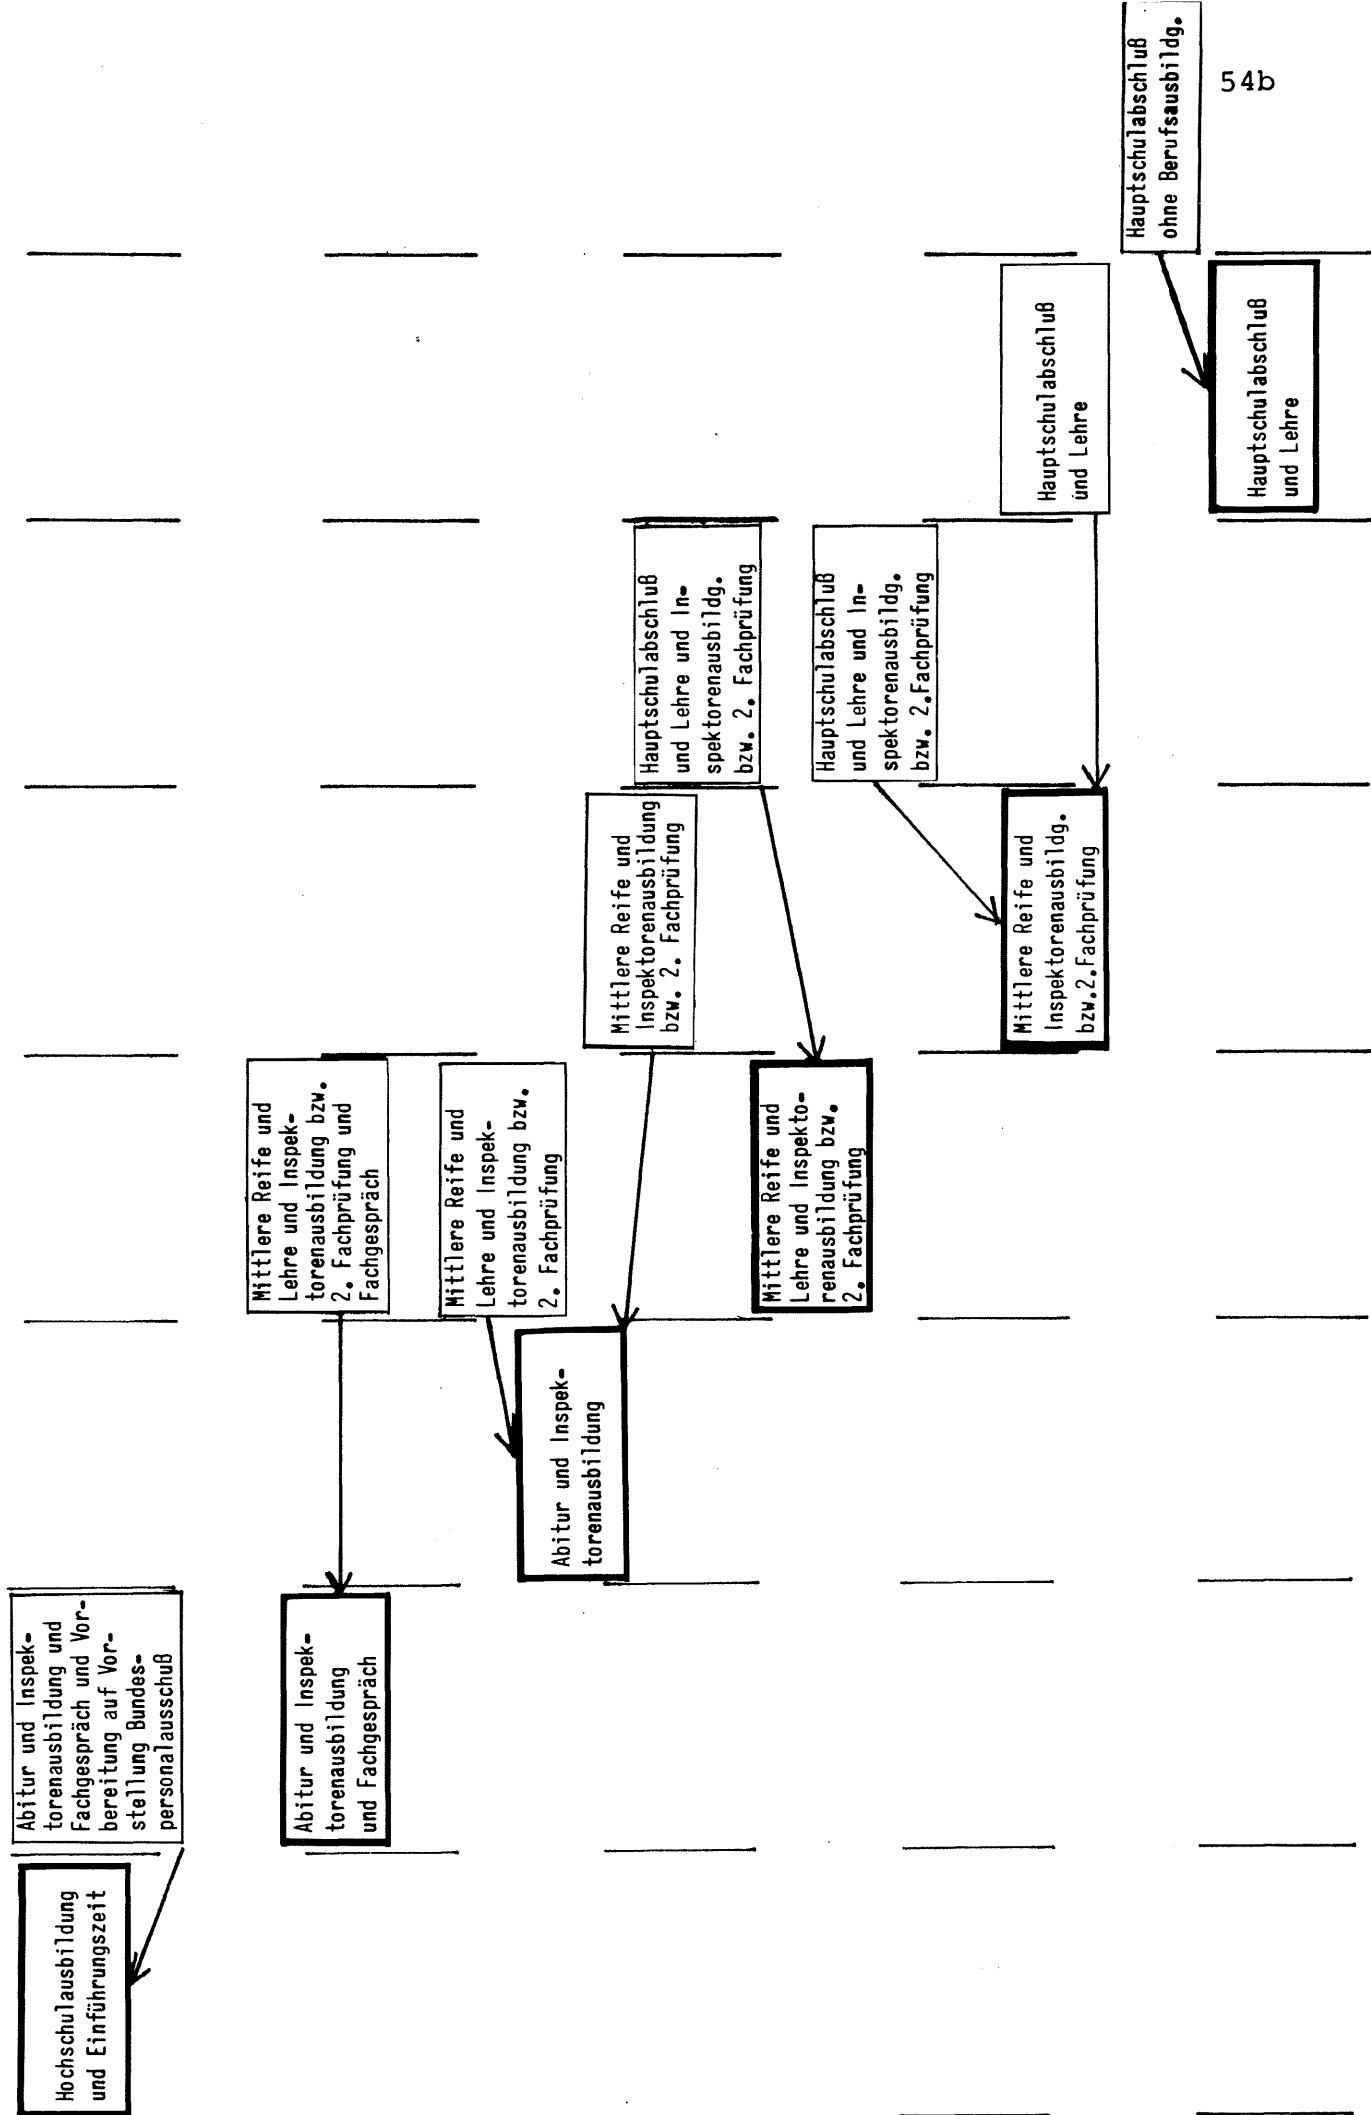 54b
Hochschulausbildung
und Einführungszeit
Abitur und Inspek-
torenausbildung und
Fachgespräch und Vor-
bereitung auf Vor-
stellung Bundes-
personalausschuß
Abitur und Inspek-
torenausbildung
und Fachgespräch
Mittlere Reife und
Lehre und Inspek-
torenausbildung bzw.
2. Fachprüfung und
Fachgespräch
Mittlere Reife und
Lehre und Inspek-
torenausbildung bzw.
2. Fachprüfung
Abitur und Inspek-
torenausbildung
Mittlere Reife und
Inspektorenausbildung
bzw. 2. Fachprüfung
Hauptschulabschluß
und Lehre und In-
spektorenausbildg.
bzw. 2. Fachprüfung
Mittlere Reife und
Lehre und Inspekto-
renausbildung bzw.
2. Fachprüfung
Hauptschulabschluß
und Lehre und In-
spektorenausbildg.
bzw. 2.Fachprüfung
Mittlere Reife und
Inspektorenausbildg.
bzw.2.Fachprüfung
Hauptschulabschluß
und Lehre
Hauptschulabschluß
ohne Berufsausbildg.
Hauptschulabschluß
und Lehre